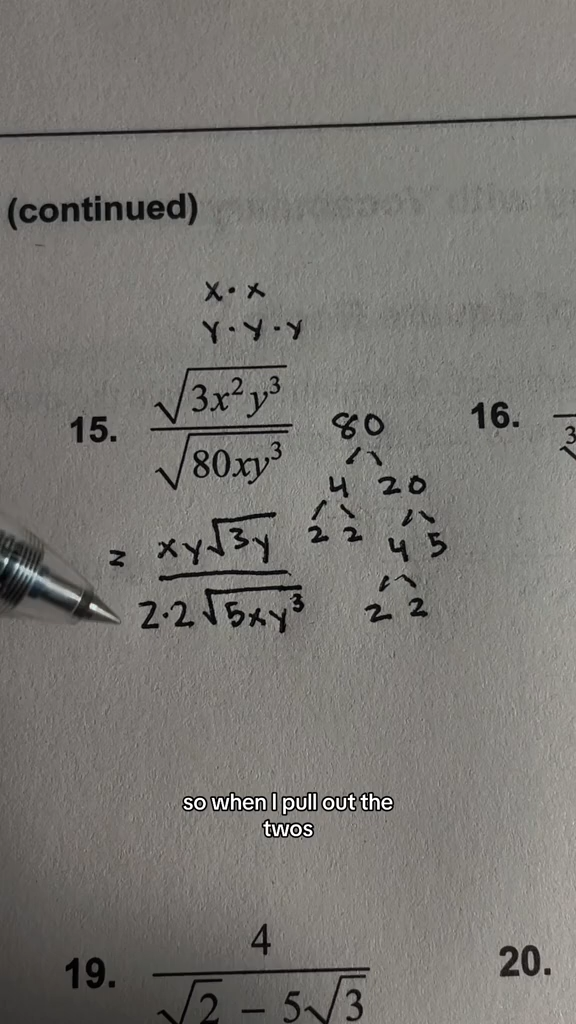 (continued)
x · x
y · y · y
15. √(3x²y³) / √(80xy³)
80
4 20
2 2 4 5
2 2
= xy√(3y) / 2·2√(5xy³)
16.
3
so when I pull out the
twos
19. 4 / (√2 − 5√3)
20.